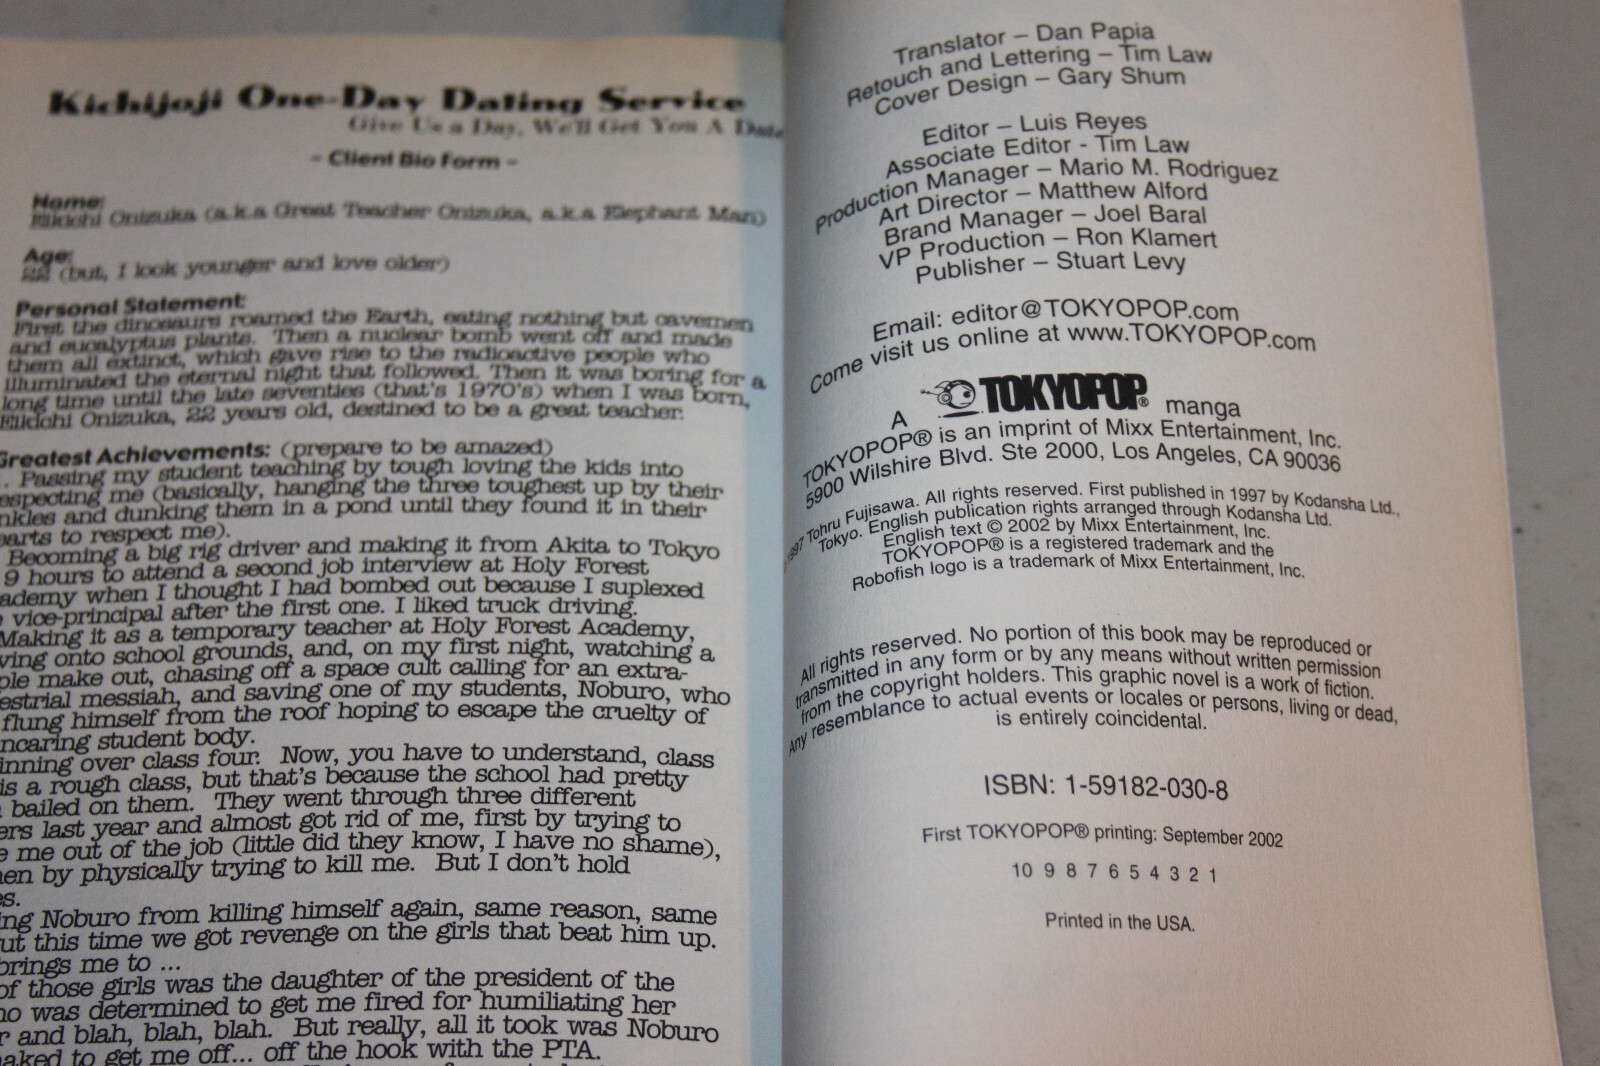 Kichijoji One-Day Dating Service
Give Us a Day, We'll Get You A Date
- Client Bio Form -
Name:
Eikichi Onizuka (a.k.a Great Teacher Onizuka, a.k.a Elephant Man)
Age:
22 (but, I look younger and love older)
Personal Statement:
First the dinosaurs roamed the Earth, eating nothing but cavemen
and eucalyptus plants. Then a nuclear bomb went off and made
them all extinct, which gave rise to the radioactive people who
illuminated the eternal night that followed. Then it was boring for a
long time until the late seventies (that's 1970's) when I was born,
Eikichi Onizuka, 22 years old, destined to be a great teacher.
Greatest Achievements: (prepare to be amazed)
. Passing my student teaching by tough loving the kids into
especting me (basically, hanging the three toughest up by their
nkles and dunking them in a pond until they found it in their
earts to respect me).
Becoming a big rig driver and making it from Akita to Tokyo
9 hours to attend a second job interview at Holy Forest
ademy when I thought I had bombed out because I suplexed
vice-principal after the first one. I liked truck driving.
Making it as a temporary teacher at Holy Forest Academy,
ving onto school grounds, and, on my first night, watching a
ple make out, chasing off a space cult calling for an extra-
estrial messiah, and saving one of my students, Noburo, who
flung himself from the roof hoping to escape the cruelty of
ncaring student body.
inning over class four. Now, you have to understand, class
is a rough class, but that's because the school had pretty
bailed on them. They went through three different
ers last year and almost got rid of me, first by trying to
e me out of the job (little did they know, I have no shame),
hen by physically trying to kill me. But I don't hold
es.
ing Noburo from killing himself again, same reason, same
ut this time we got revenge on the girls that beat him up.
brings me to ...
of those girls was the daughter of the president of the
ho was determined to get me fired for humiliating her
r and blah, blah, blah. But really, all it took was Noburo
naked to get me off... off the hook with the PTA.
Translator – Dan Papia
Retouch and Lettering – Tim Law
Cover Design – Gary Shum
Editor – Luis Reyes
Associate Editor - Tim Law
Production Manager – Mario M. Rodriguez
Art Director – Matthew Alford
Brand Manager – Joel Baral
VP Production – Ron Klamert
Publisher – Stuart Levy
Email: editor@TOKYOPOP.com
Come visit us online at www.TOKYOPOP.com
A TOKYOPOP® manga
TOKYOPOP® is an imprint of Mixx Entertainment, Inc.
5900 Wilshire Blvd. Ste 2000, Los Angeles, CA 90036
1997 Tohru Fujisawa. All rights reserved. First published in 1997 by Kodansha Ltd.,
Tokyo. English publication rights arranged through Kodansha Ltd.
English text © 2002 by Mixx Entertainment, Inc.
TOKYOPOP® is a registered trademark and the
Robofish logo is a trademark of Mixx Entertainment, Inc.
All rights reserved. No portion of this book may be reproduced or
transmitted in any form or by any means without written permission
from the copyright holders. This graphic novel is a work of fiction.
Any resemblance to actual events or locales or persons, living or dead,
is entirely coincidental.
ISBN: 1-59182-030-8
First TOKYOPOP® printing: September 2002
10 9 8 7 6 5 4 3 2 1
Printed in the USA.